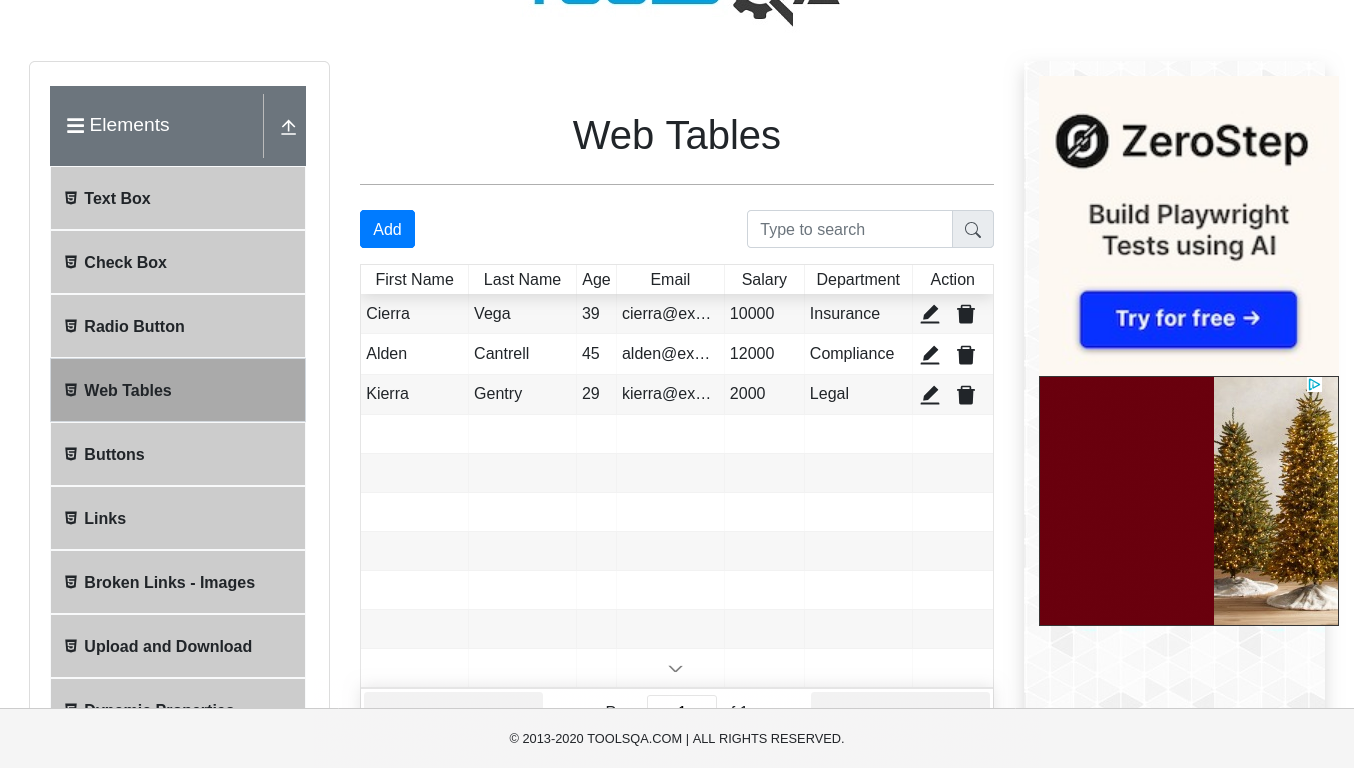 Elements
Web Tables
Text Box
Check Box
Radio Button
Web Tables
Buttons
Links
Broken Links - Images
Upload and Download
Add
Type to search
First Name Last Name Age Email Salary Department Action
Cierra Vega 39 cierra@ex… 10000 Insurance
Alden Cantrell 45 alden@ex… 12000 Compliance
Kierra Gentry 29 kierra@ex… 2000 Legal
ZeroStep
Build Playwright
Tests using AI
Try for free →
© 2013-2020 TOOLSQA.COM | ALL RIGHTS RESERVED.